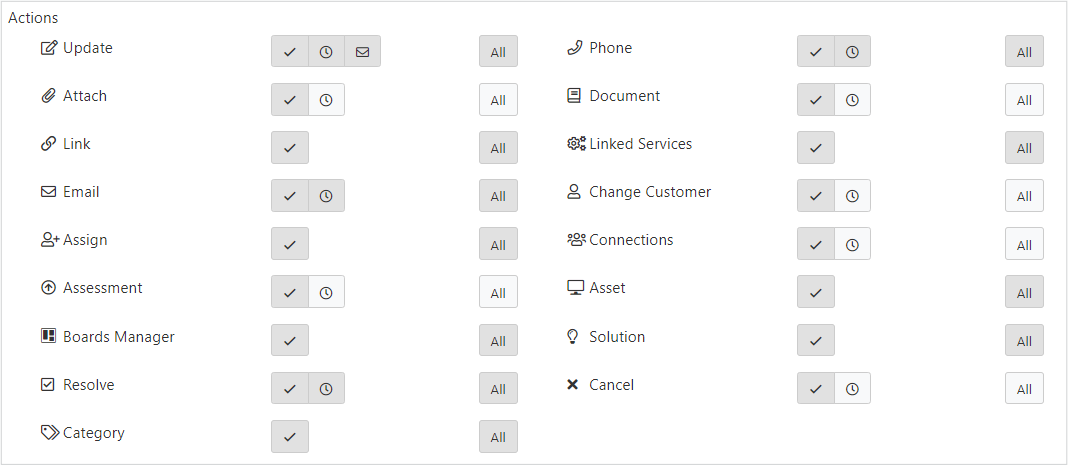 Actions
Update All Phone All
Attach All Document All
Link All Linked Services All
Email All Change Customer All
Assign All Connections All
Assessment All Asset All
Boards Manager All Solution All
Resolve All Cancel All
Category All